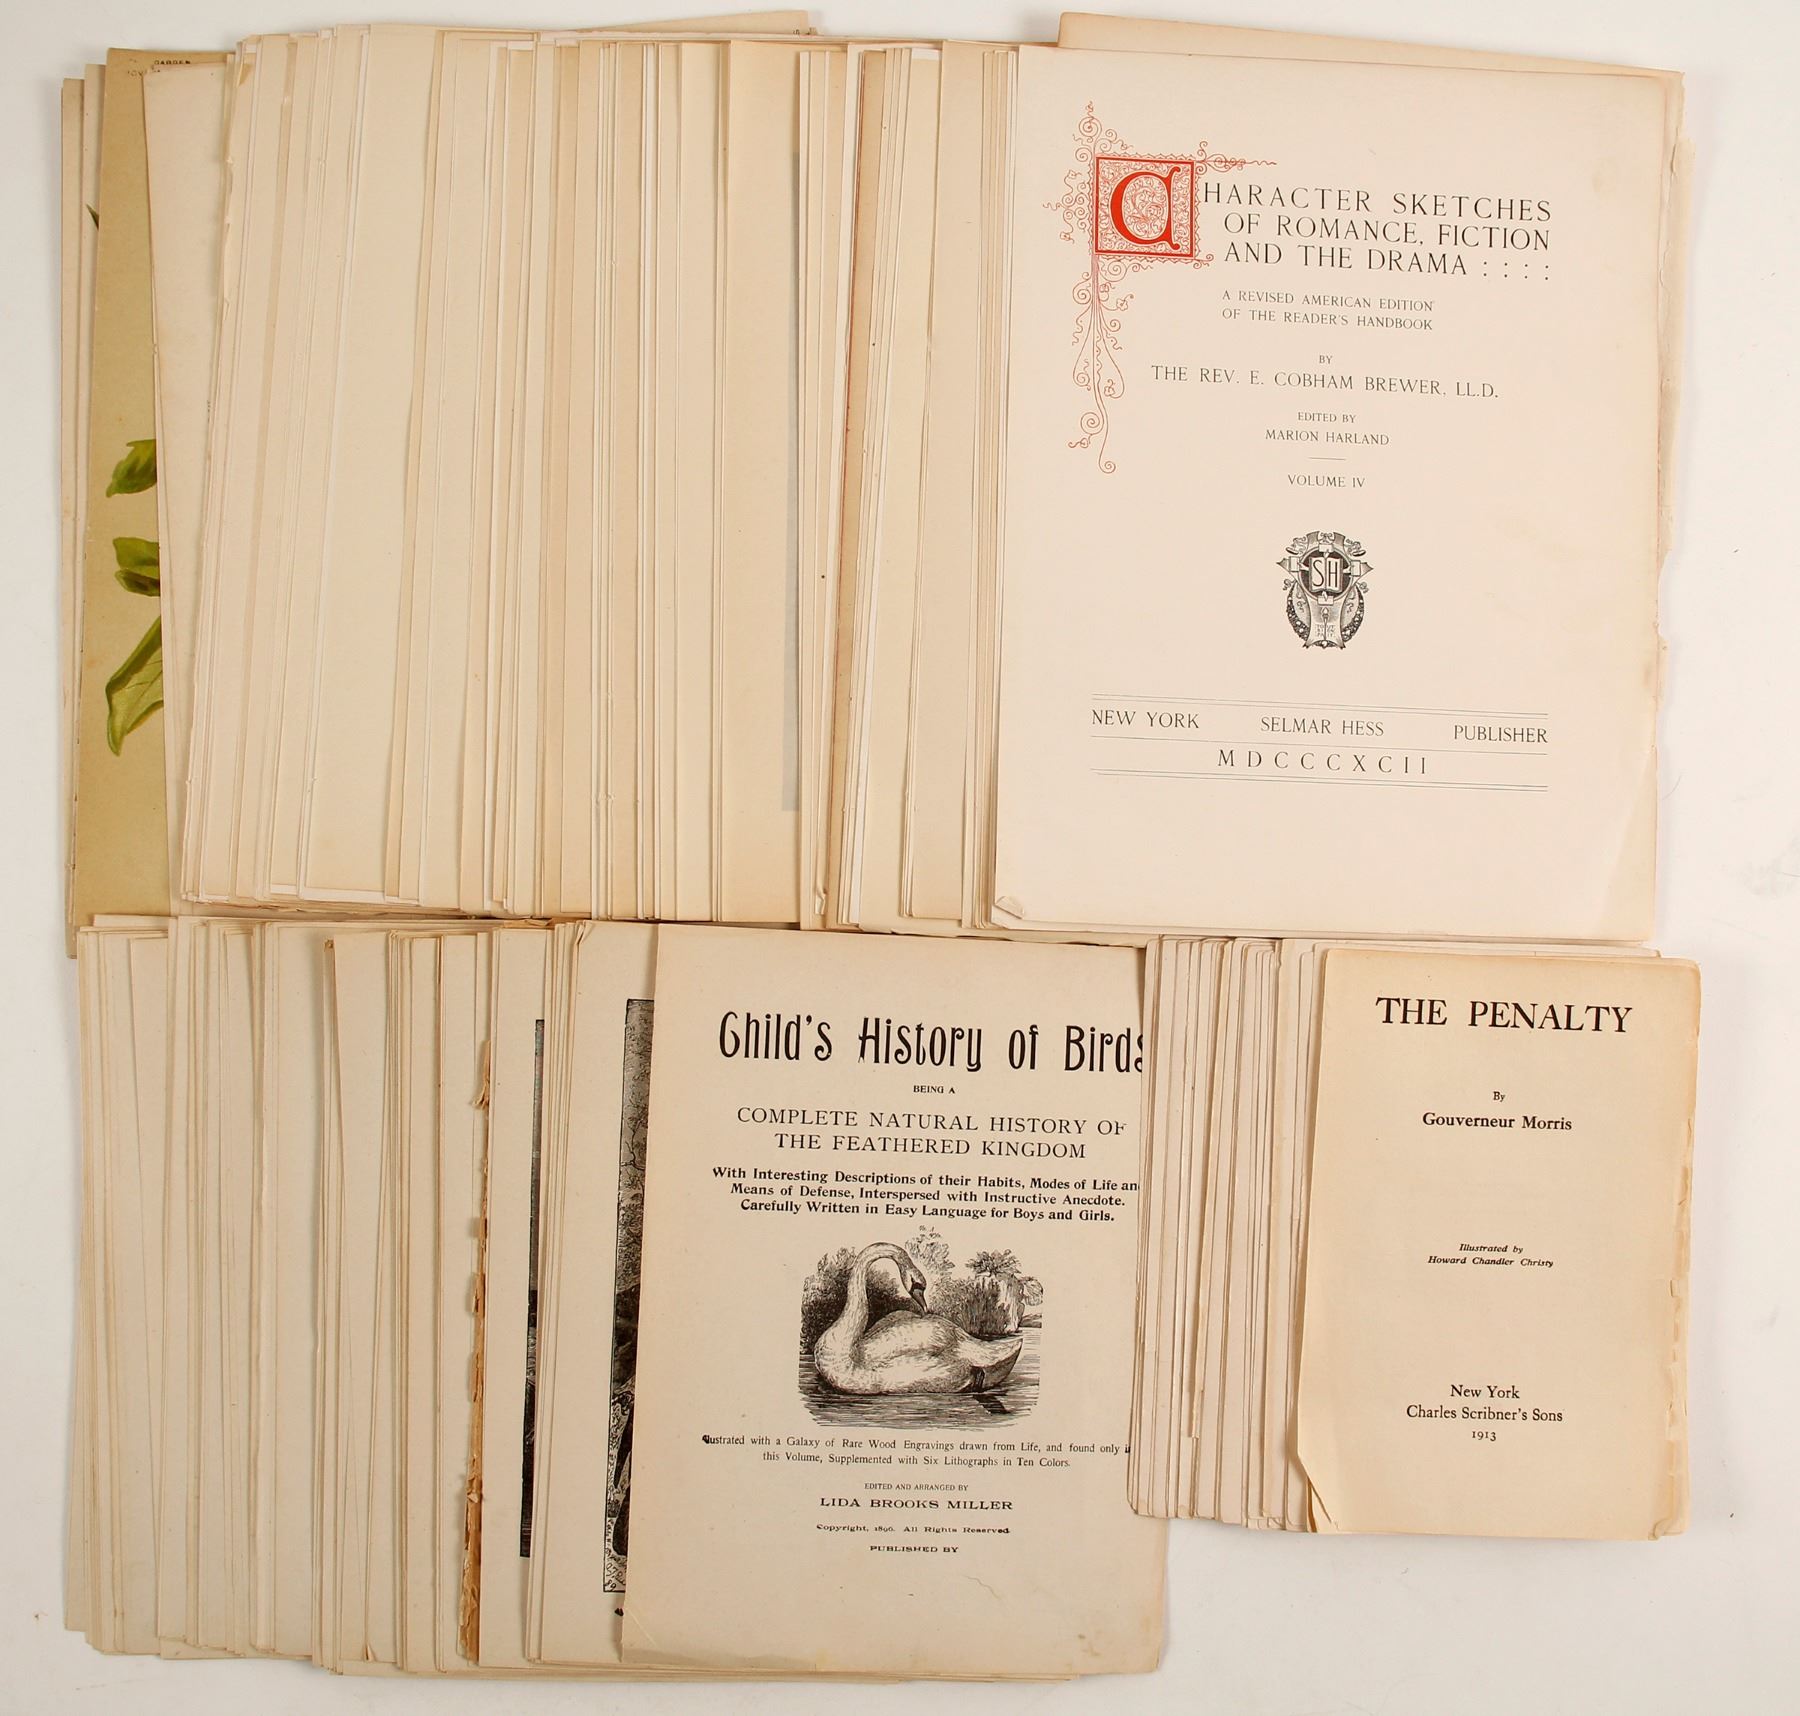 GARDEN
CHARACTER SKETCHES
OF ROMANCE, FICTION
AND THE DRAMA : : : :
A REVISED AMERICAN EDITION
OF THE READER'S HANDBOOK
BY
THE REV. E. COBHAM BREWER, LL.D.
EDITED BY
MARION HARLAND
VOLUME IV
SH
NEW YORK SELMAR HESS PUBLISHER
MDCCCXCII
Child's History of Birds
BEING A
COMPLETE NATURAL HISTORY OF
THE FEATHERED KINGDOM
With Interesting Descriptions of their Habits, Modes of Life an
Means of Defense, Interspersed with Instructive Anecdote.
Carefully Written in Easy Language for Boys and Girls.
llustrated with a Galaxy of Rare Wood Engravings drawn from Life, and found only i
this Volume, Supplemented with Six Lithographs in Ten Colors.
EDITED AND ARRANGED BY
LIDA BROOKS MILLER
Copyright, 1896. All Rights Reserved.
PUBLISHED BY
THE PENALTY
By
Gouverneur Morris
Illustrated by
Howard Chandler Christy
New York
Charles Scribner's Sons
1913